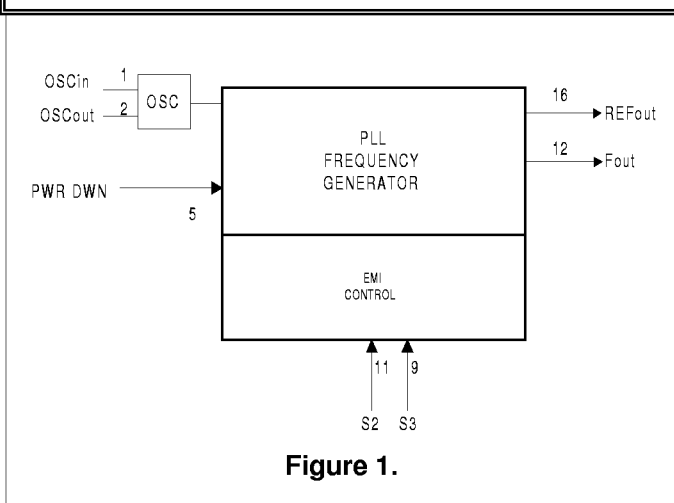 OSCin
1
OSCout
2
OSC
16
REFout
12
Fout
PLL
FREQUENCY
GENERATOR
PWR DWN
5
EMI
CONTROL
11
9
S2
S3
Figure 1.